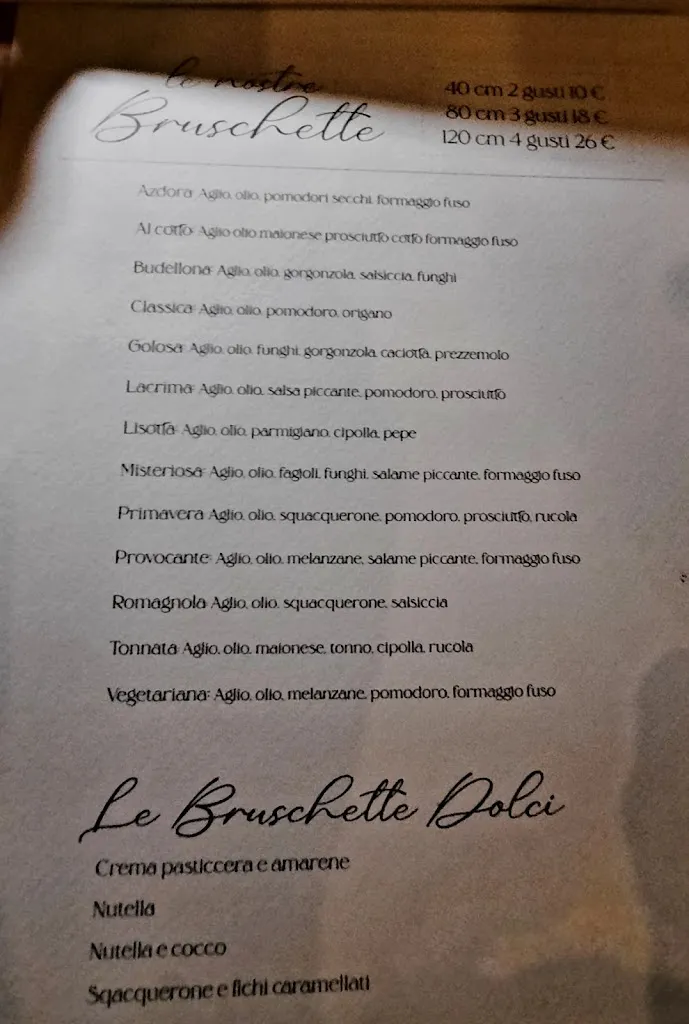 le nostre
Bruschette
40 cm 2 gusti 10 €
80 cm 3 gusti 18 €
120 cm 4 gusti 26 €
Azdora: Aglio, olio, pomodori secchi, formaggio fuso
Al cotto: Aglio olio maionese prosciutto cotto formaggio fuso
Budellona: Aglio, olio, gorgonzola, salsiccia, funghi
Classica: Aglio, olio, pomodoro, origano
Golosa: Aglio, olio, funghi, gorgonzola, caciotta, prezzemolo
Lacrima: Aglio, olio, salsa piccante, pomodoro, prosciutto
Lisotta: Aglio, olio, parmigiano, cipolla, pepe
Misteriosa: Aglio, olio, fagioli, funghi, salame piccante, formaggio fuso
Primavera: Aglio, olio, squacquerone, pomodoro, prosciutto, rucola
Provocante: Aglio, olio, melanzane, salame piccante, formaggio fuso
Romagnola: Aglio, olio, squacquerone, salsiccia
Tonnata: Aglio, olio, maionese, tonno, cipolla, rucola
Vegetariana: Aglio, olio, melanzane, pomodoro, formaggio fuso
Le Bruschette Dolci
Crema pasticcera e amarene
Nutella
Nutella e cocco
Sqacquerone e fichi caramellati